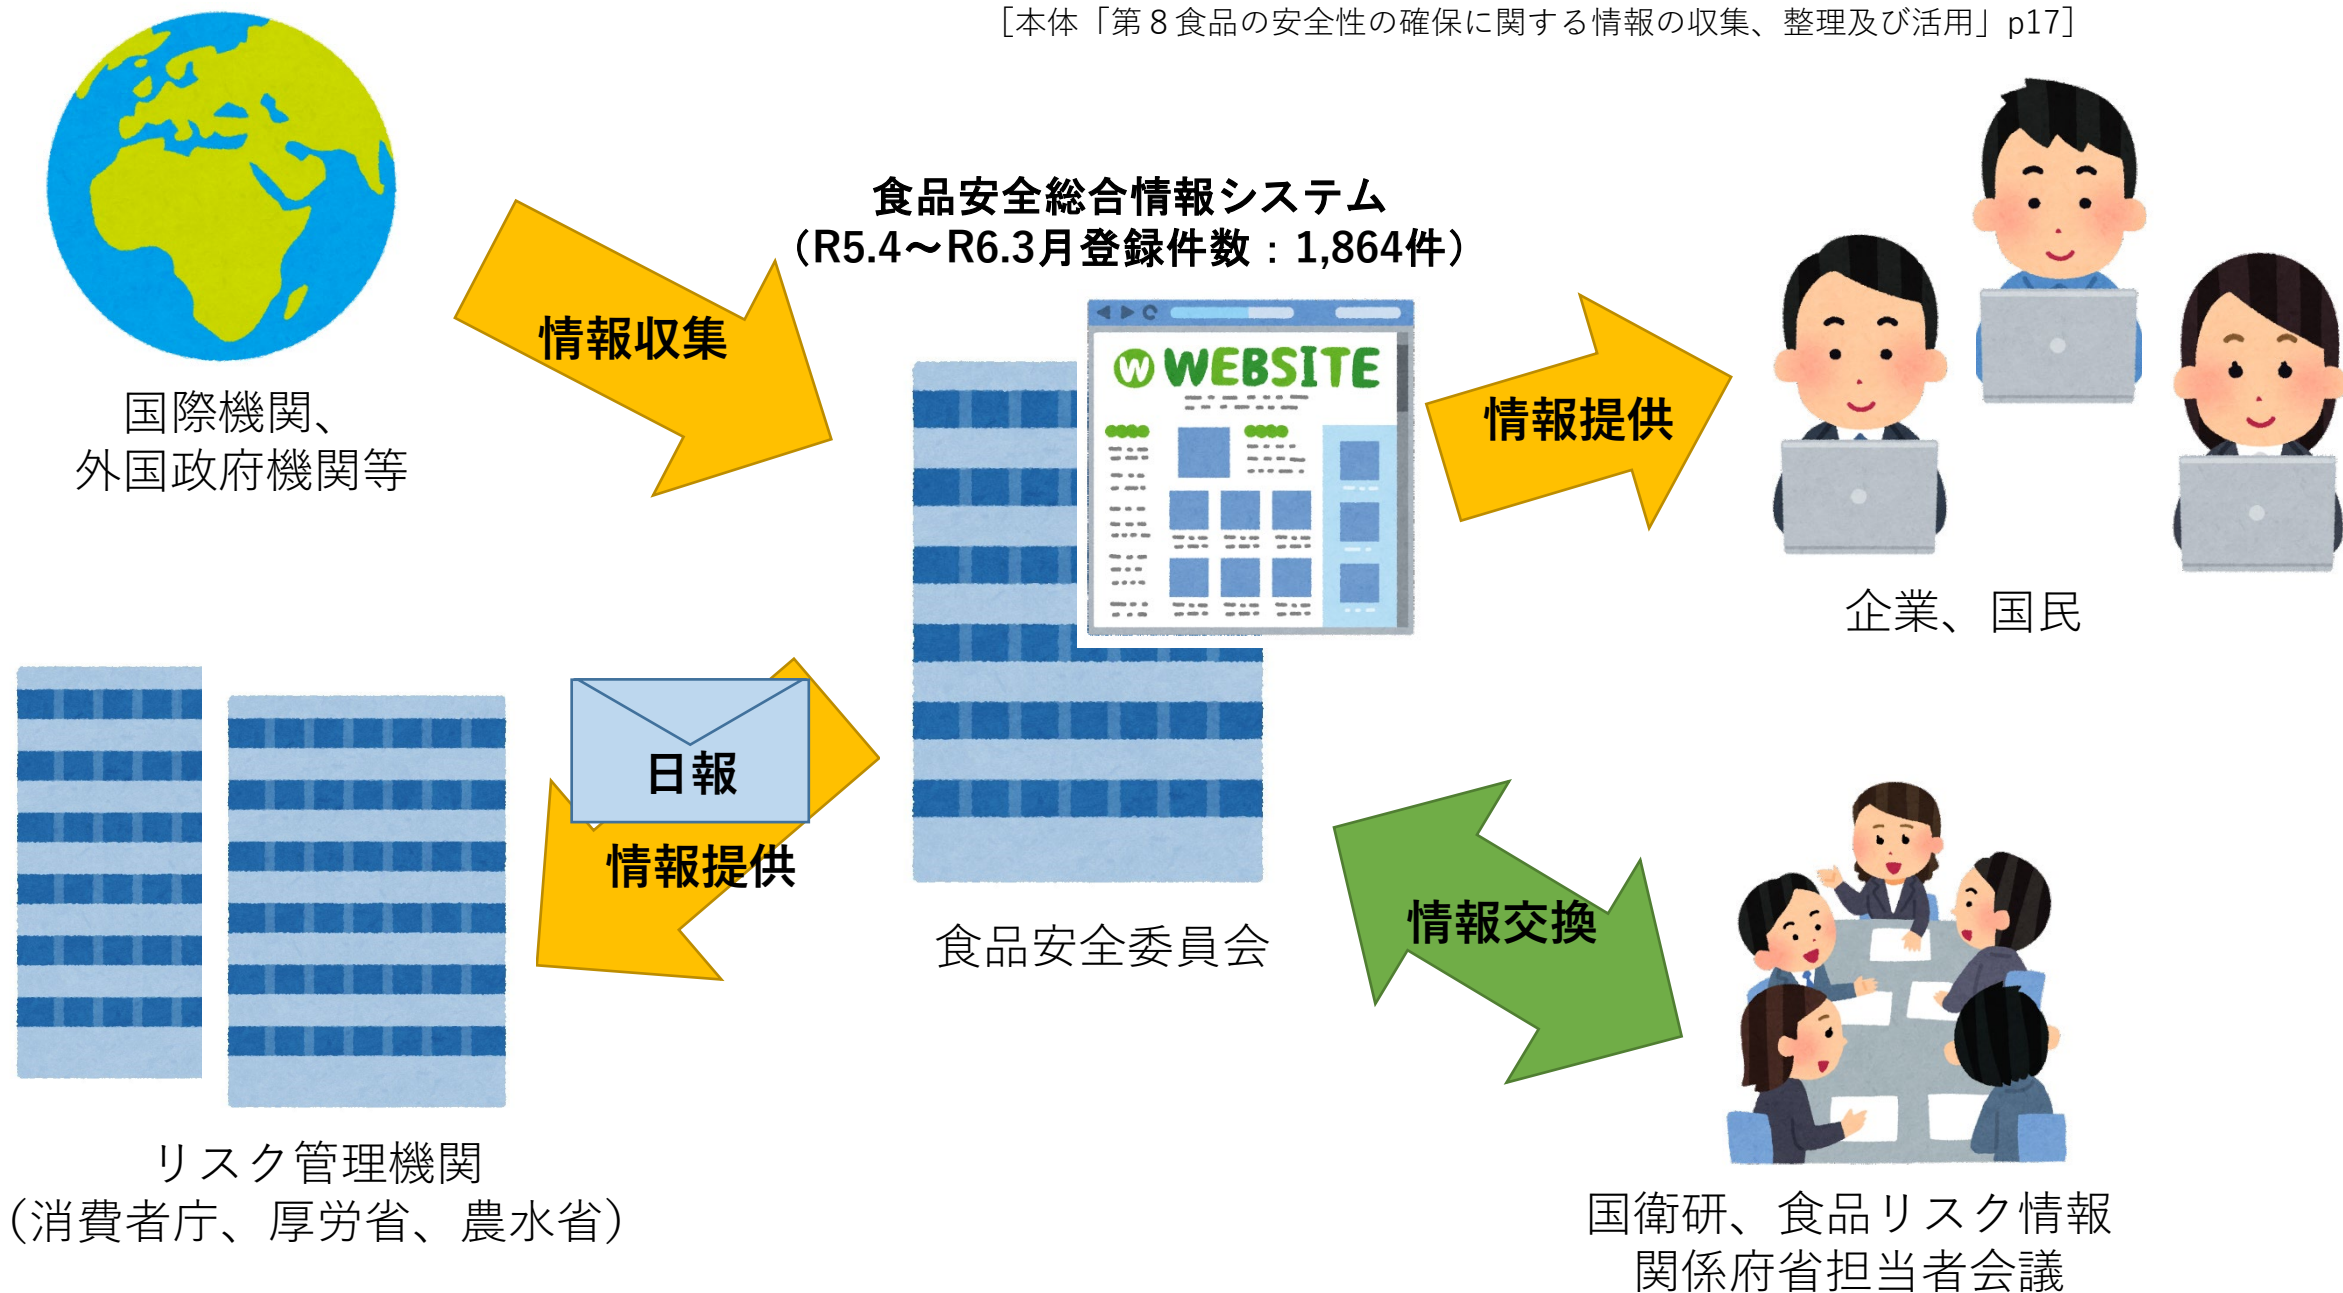 ［本体「第８食品の安全性の確保に関する情報の収集、整理及び活用」p17］
食品安全総合情報システム
（R5.4～R6.3月登録件数：1,864件）
情報収集
国際機関、
外国政府機関等
W WEBSITE
情報提供
企業、国民
日報
情報提供
食品安全委員会
情報交換
リスク管理機関
（消費者庁、厚労省、農水省）
国衛研、食品リスク情報
関係府省担当者会議